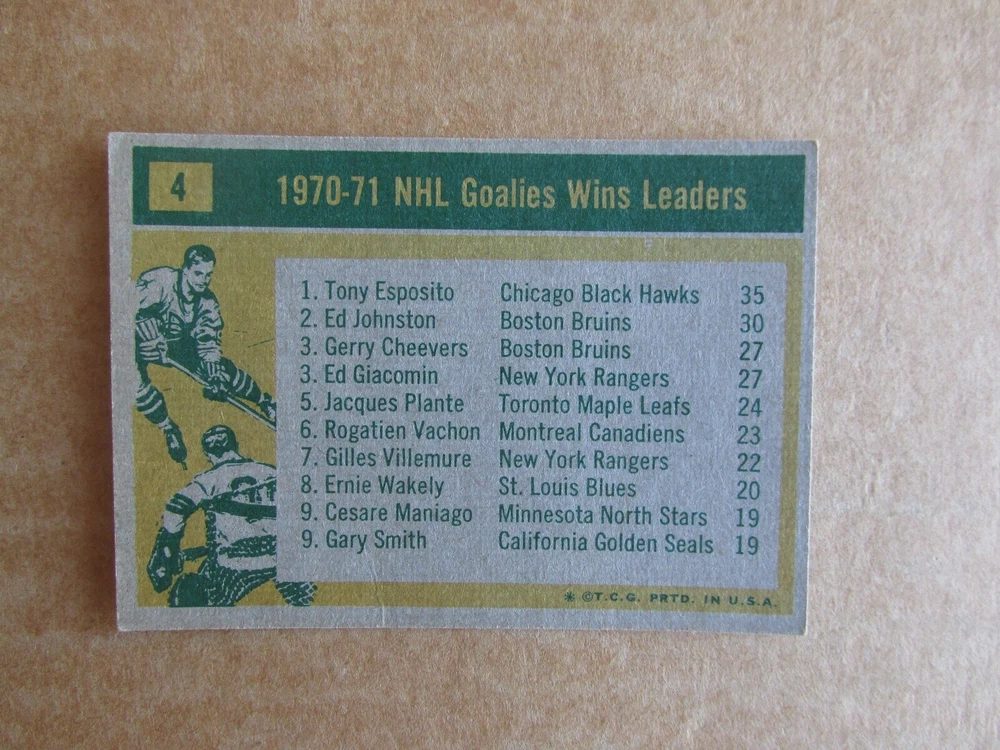 4 1970-71 NHL Goalies Wins Leaders
1. Tony Esposito Chicago Black Hawks 35
2. Ed Johnston Boston Bruins 30
3. Gerry Cheevers Boston Bruins 27
3. Ed Giacomin New York Rangers 27
5. Jacques Plante Toronto Maple Leafs 24
6. Rogatien Vachon Montreal Canadiens 23
7. Gilles Villemure New York Rangers 22
8. Ernie Wakely St. Louis Blues 20
9. Cesare Maniago Minnesota North Stars 19
9. Gary Smith California Golden Seals 19
* ©T.C.G. PRTD. IN U.S.A.